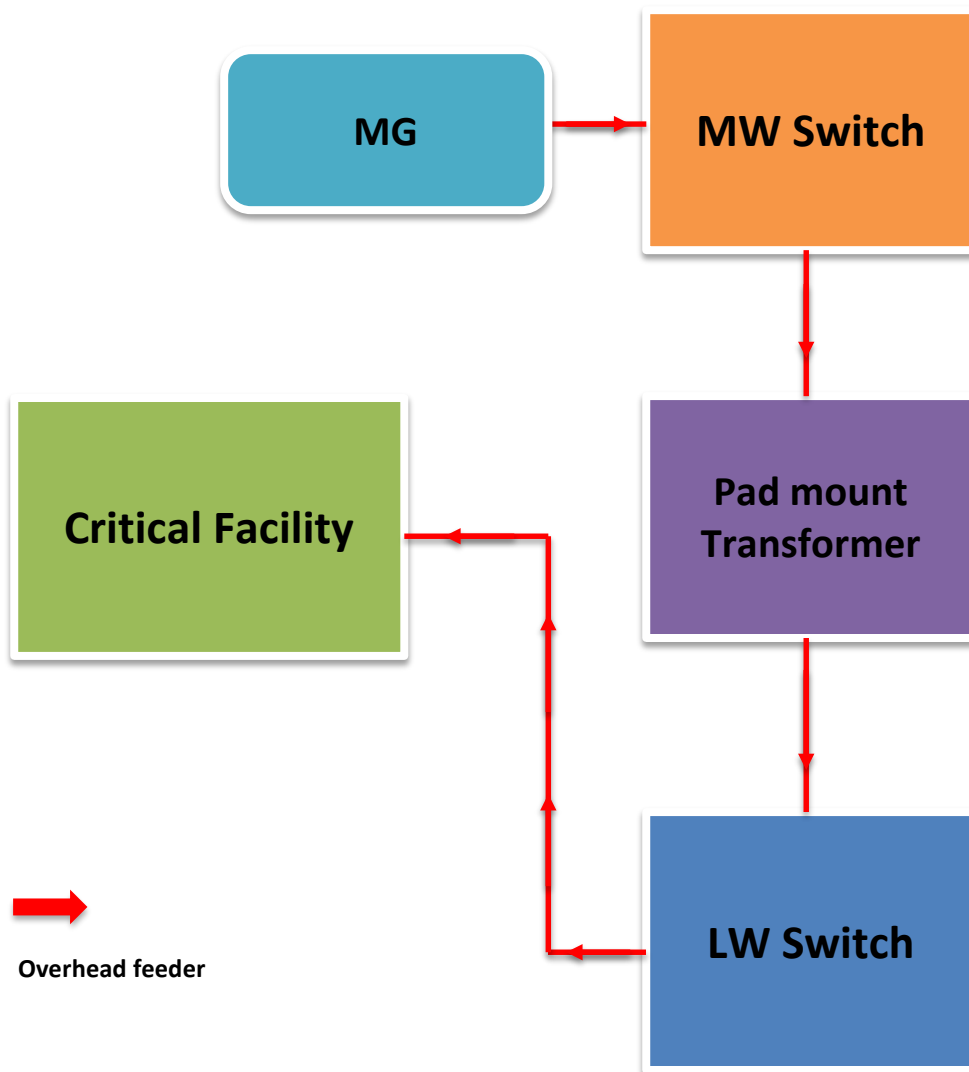 MG
MW Switch
Critical Facility
Pad mount
Transformer
LW Switch
Overhead feeder